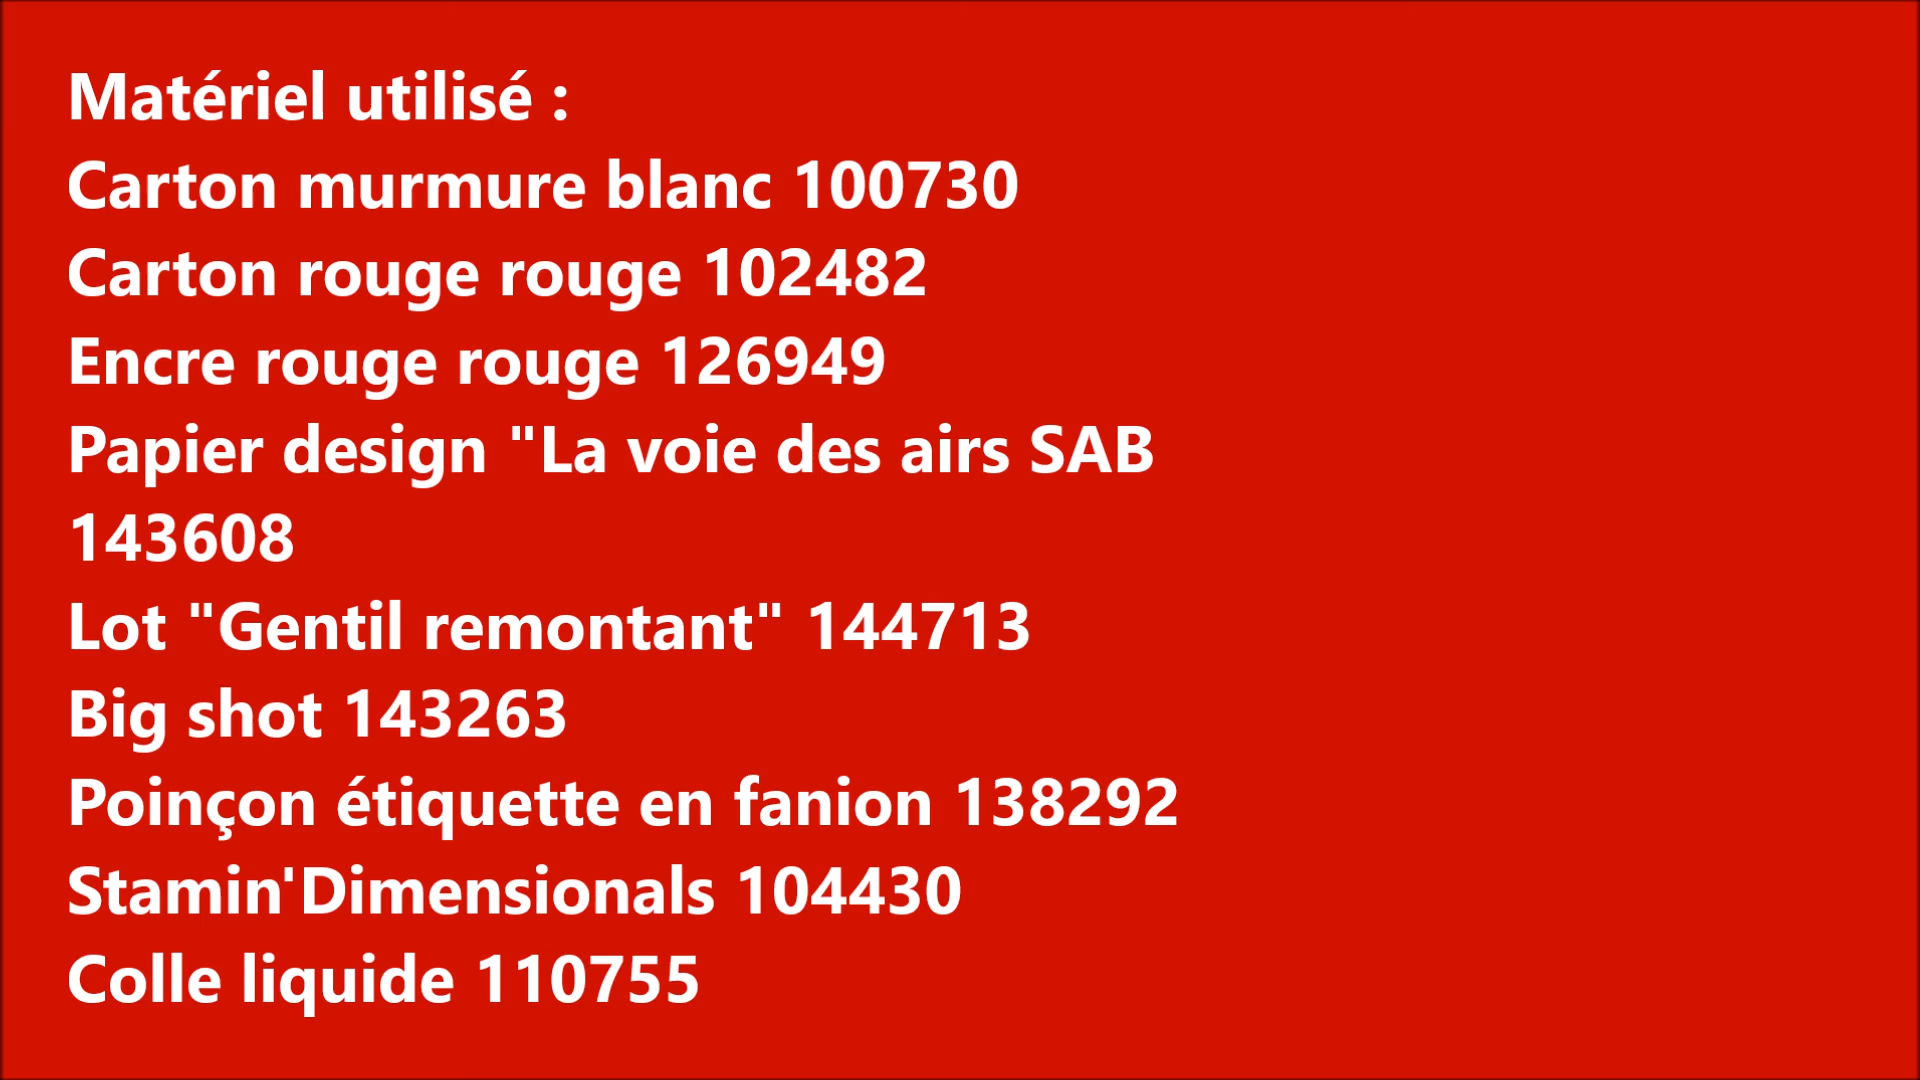 Matériel utilisé :
Carton murmure blanc 100730
Carton rouge rouge 102482
Encre rouge rouge 126949
Papier design "La voie des airs SAB
143608
Lot "Gentil remontant" 144713
Big shot 143263
Poinçon étiquette en fanion 138292
Stamin'Dimensionals 104430
Colle liquide 110755